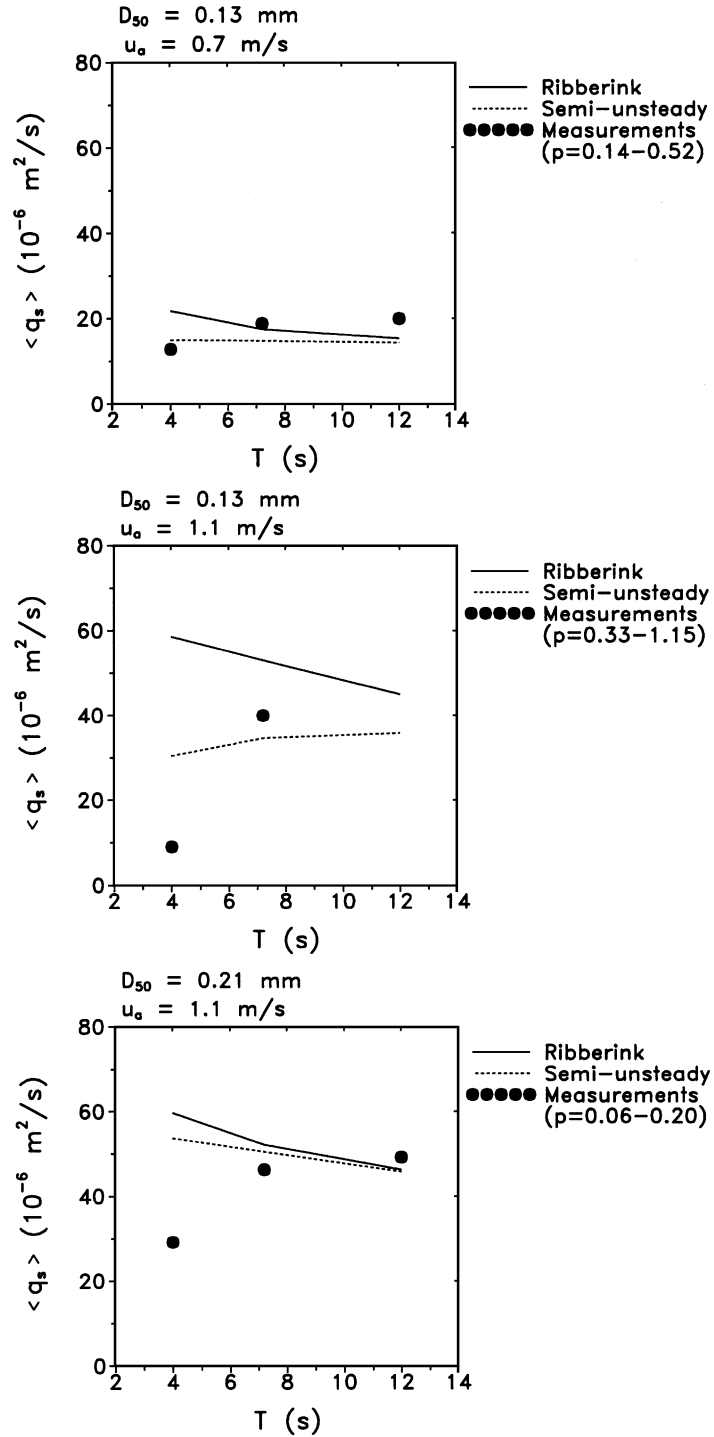 D₅₀ = 0.13 mm
uₐ = 0.7 m/s
80
60
40
20
0
2 4 6 8 10 12 14
T (s)
<qₛ> (10⁻⁶ m²/s)
Ribberink
Semi-unsteady
Measurements
(p=0.14-0.52)
D₅₀ = 0.13 mm
uₐ = 1.1 m/s
80
60
40
20
0
2 4 6 8 10 12 14
T (s)
<qₛ> (10⁻⁶ m²/s)
Ribberink
Semi-unsteady
Measurements
(p=0.33-1.15)
D₅₀ = 0.21 mm
uₐ = 1.1 m/s
80
60
40
20
0
2 4 6 8 10 12 14
T (s)
<qₛ> (10⁻⁶ m²/s)
Ribberink
Semi-unsteady
Measurements
(p=0.06-0.20)